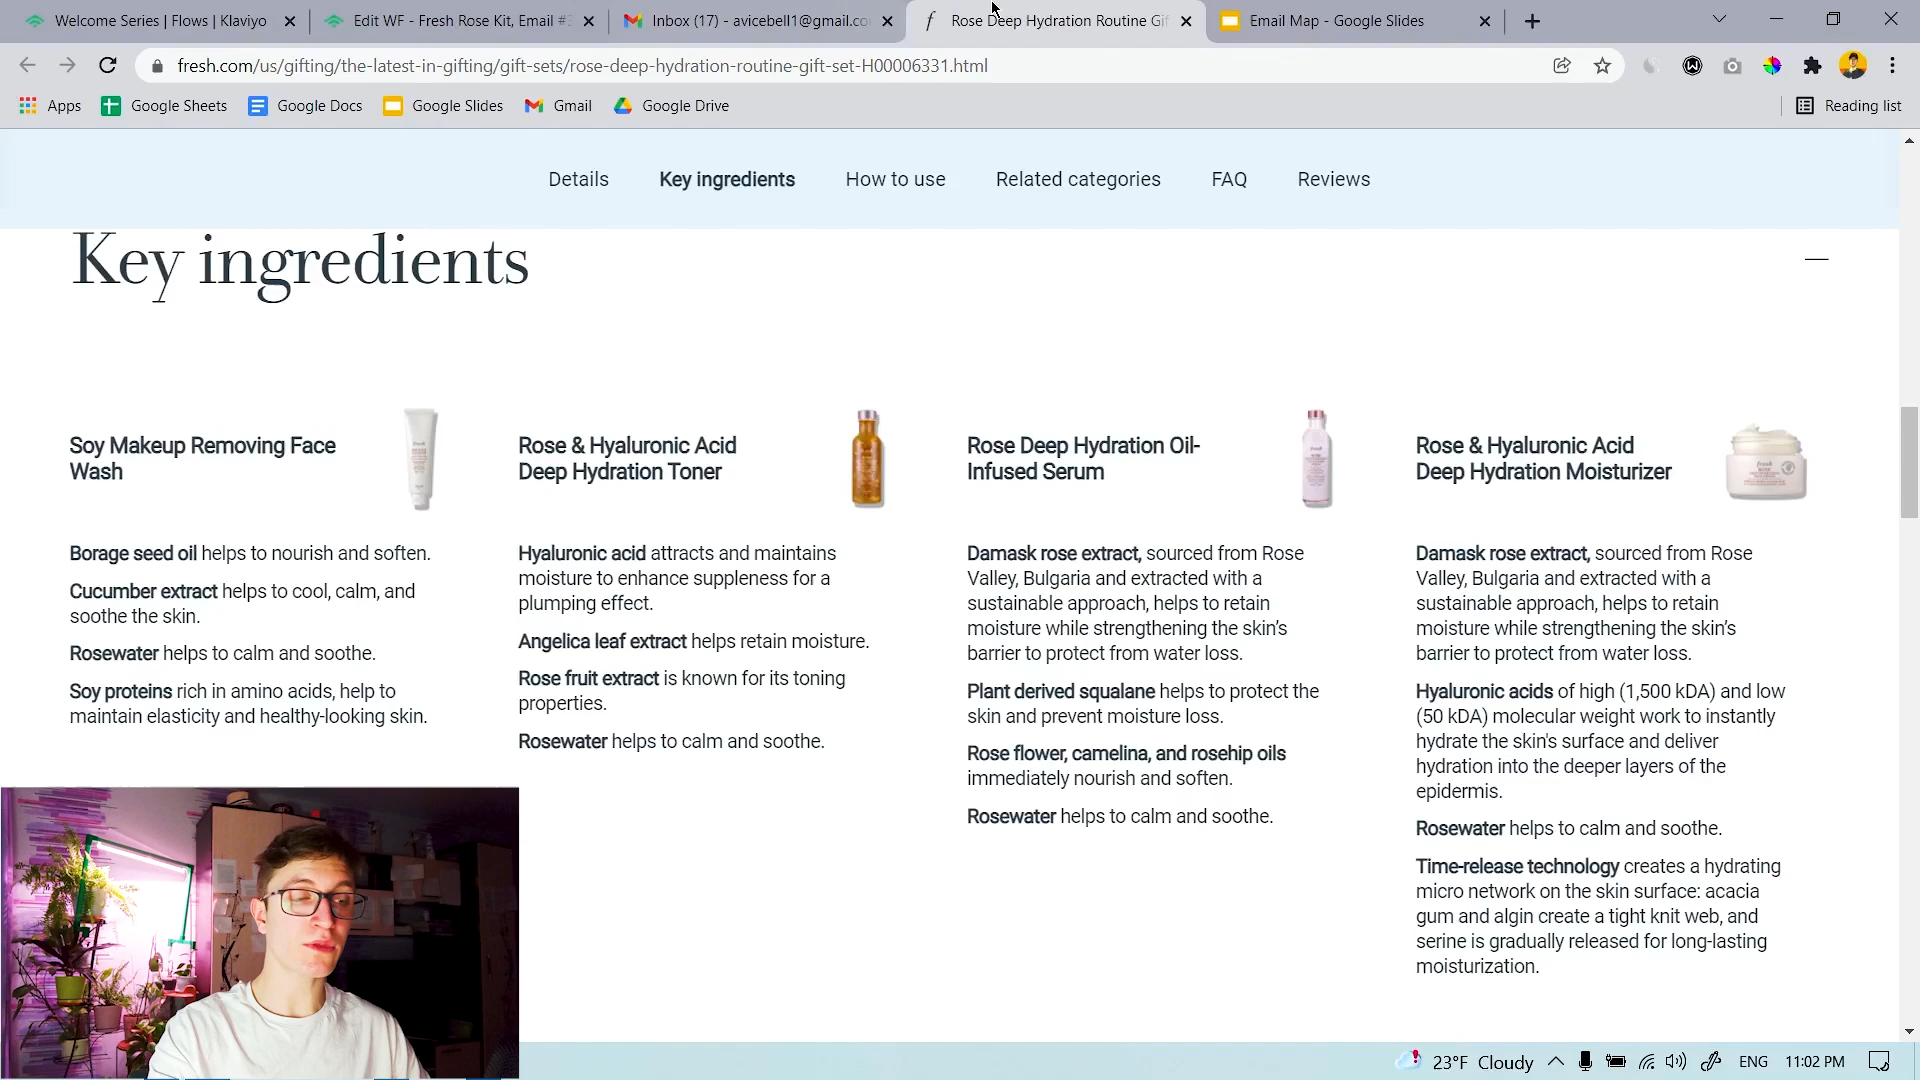 Welcome Series | Flows | Klaviyo
Edit WF - Fresh Rose Kit, Email #
Inbox (17) - avicebell1@gmail.co
Rose Deep Hydration Routine Gif
Email Map - Google Slides
fresh.com/us/gifting/the-latest-in-gifting/gift-sets/rose-deep-hydration-routine-gift-set-H00006331.html
Apps
Google Sheets
Google Docs
Google Slides
Gmail
Google Drive
Reading list
Details
Key ingredients
How to use
Related categories
FAQ
Reviews
Key ingredients
Soy Makeup Removing Face
Wash
Borage seed oil helps to nourish and soften.
Cucumber extract helps to cool, calm, and
soothe the skin.
Rosewater helps to calm and soothe.
Soy proteins rich in amino acids, help to
maintain elasticity and healthy-looking skin.
Rose & Hyaluronic Acid
Deep Hydration Toner
Hyaluronic acid attracts and maintains
moisture to enhance suppleness for a
plumping effect.
Angelica leaf extract helps retain moisture.
Rose fruit extract is known for its toning
properties.
Rosewater helps to calm and soothe.
Rose Deep Hydration Oil-
Infused Serum
Damask rose extract, sourced from Rose
Valley, Bulgaria and extracted with a
sustainable approach, helps to retain
moisture while strengthening the skin’s
barrier to protect from water loss.
Plant derived squalane helps to protect the
skin and prevent moisture loss.
Rose flower, camelina, and rosehip oils
immediately nourish and soften.
Rosewater helps to calm and soothe.
Rose & Hyaluronic Acid
Deep Hydration Moisturizer
Damask rose extract, sourced from Rose
Valley, Bulgaria and extracted with a
sustainable approach, helps to retain
moisture while strengthening the skin’s
barrier to protect from water loss.
Hyaluronic acids of high (1,500 kDA) and low
(50 kDA) molecular weight work to instantly
hydrate the skin's surface and deliver
hydration into the deeper layers of the
epidermis.
Rosewater helps to calm and soothe.
Time-release technology creates a hydrating
micro network on the skin surface: acacia
gum and algin create a tight knit web, and
serine is gradually released for long-lasting
moisturization.
23°F Cloudy
ENG
11:02 PM